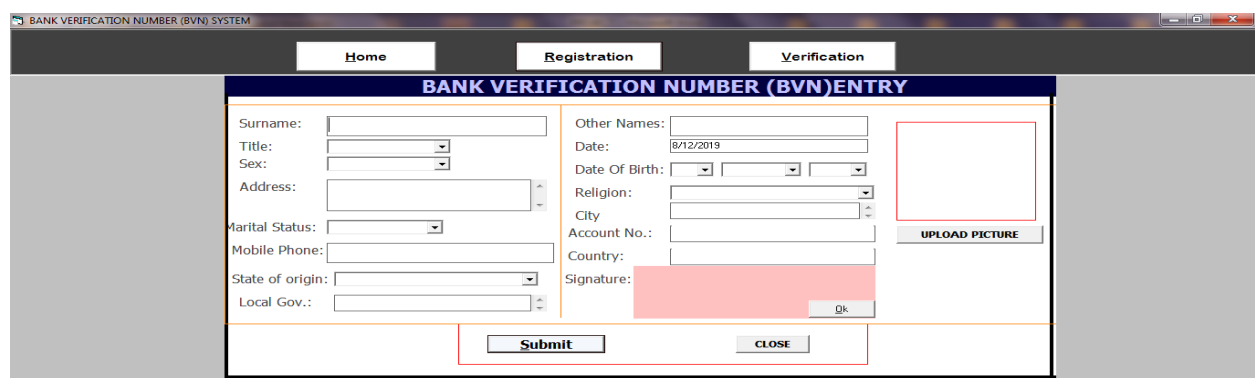 BANK VERIFICATION NUMBER (BVN) SYSTEM
Home Registration Verification
BANK VERIFICATION NUMBER (BVN)ENTRY
Surname:
Title:
Sex:
Address:
Marital Status:
Mobile Phone:
State of origin:
Local Gov.:
Other Names:
Date: 8/12/2019
Date Of Birth:
Religion:
City
Account No.:
Country:
Signature:
Ok
UPLOAD PICTURE
Submit CLOSE